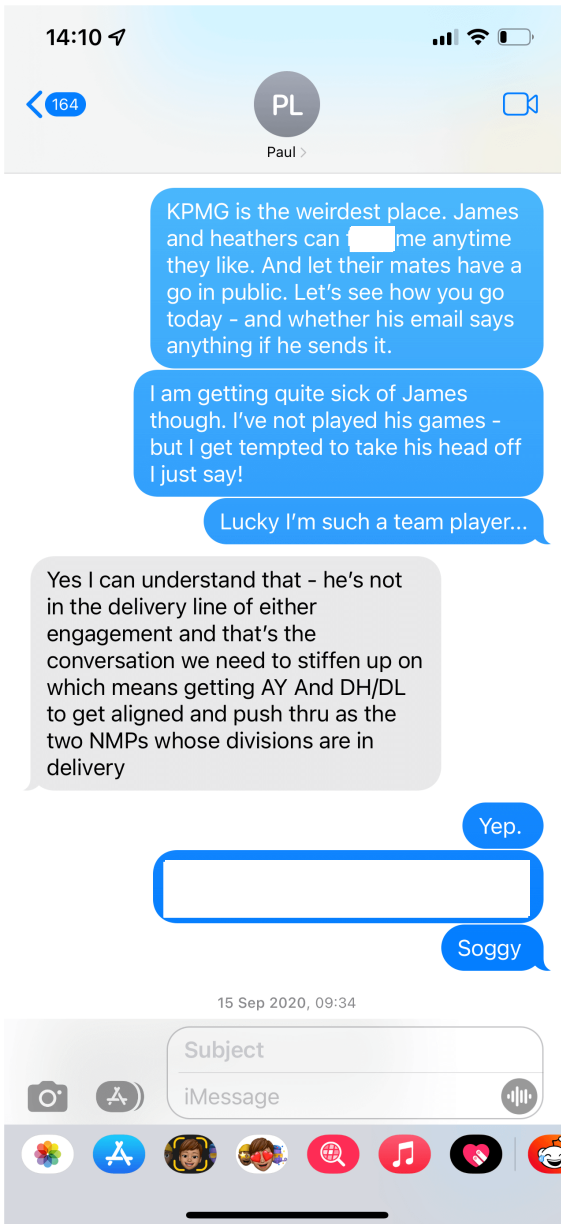 14:10
164
PL
Paul
KPMG is the weirdest place. James
and heathers can f me anytime
they like. And let their mates have a
go in public. Let's see how you go
today - and whether his email says
anything if he sends it.
I am getting quite sick of James
though. I've not played his games -
but I get tempted to take his head off
I just say!
Lucky I'm such a team player...
Yes I can understand that - he's not
in the delivery line of either
engagement and that's the
conversation we need to stiffen up on
which means getting AY And DH/DL
to get aligned and push thru as the
two NMPs whose divisions are in
delivery
Yep.
Soggy
15 Sep 2020, 09:34
Subject
iMessage